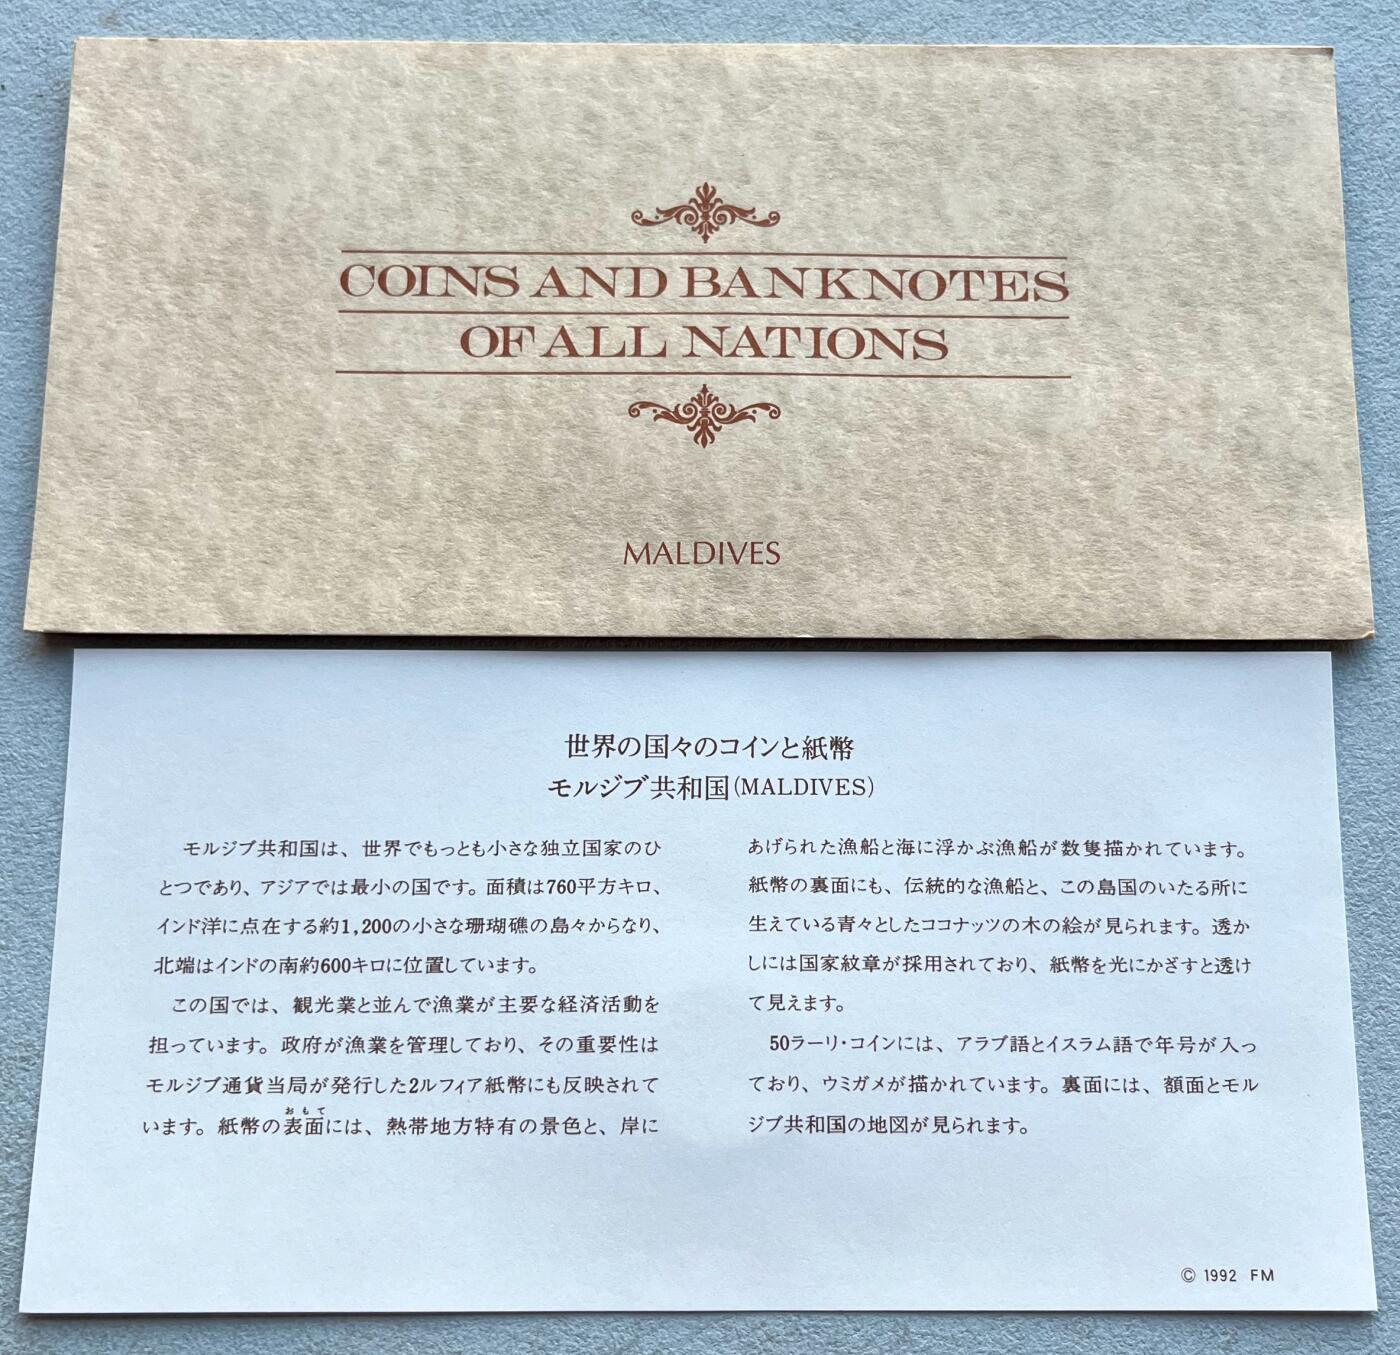 COINS AND BANKNOTES
OF ALL NATIONS
MALDIVES
世界の国々のコインと紙幣
モルジブ共和国(MALDIVES)
モルジブ共和国は、世界でもっとも小さな独立国家のひ
とつであり、アジアでは最小の国です。面積は760平方キロ、
インド洋に点在する約1,200の小さな珊瑚礁の島々からなり、
北端はインドの南約600キロに位置しています。
この国では、観光業と並んで漁業が主要な経済活動を
担っています。政府が漁業を管理しており、その重要性は
モルジブ通貨当局が発行した2ルフィア紙幣にも反映されて
おもて
います。紙幣の表面には、熱帯地方特有の景色と、岸に
あげられた漁船と海に浮かぶ漁船が数隻描かれています。
紙幣の裏面にも、伝統的な漁船と、この島国のいたる所に
生えている青々としたココナッツの木の絵が見られます。透か
しには国家紋章が採用されており、紙幣を光にかざすと透け
て見えます。
50ラーリ・コインには、アラブ語とイスラム語で年号が入っ
ており、ウミガメが描かれています。裏面には、額面とモル
ジブ共和国の地図が見られます。
© 1992 FM